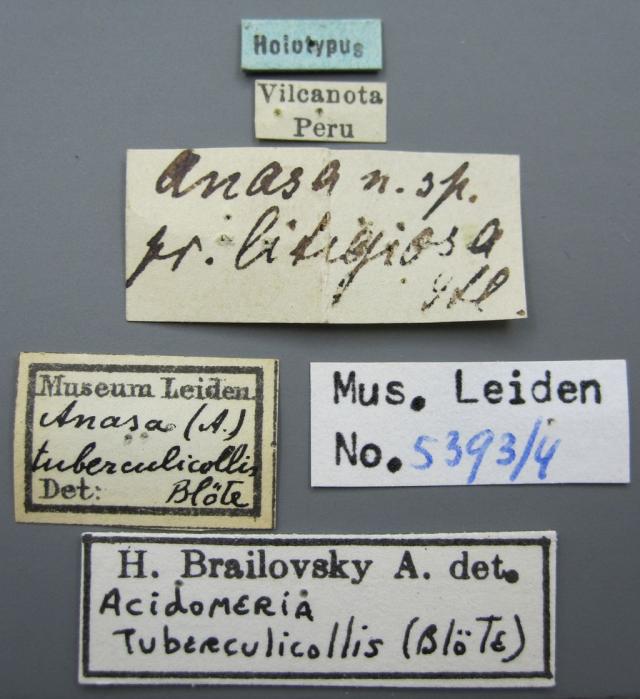 Holotypus
Vilcanota
Peru
Anasa n. sp.
pr. litigiosa
Stl.
Museum Leiden
Anasa (A.)
tuberculicollis
Det: Blöte
Mus. Leiden
No. 5393/4
H. Brailovsky A. det.
Acidomeria
Tuberculicollis (Blöte)